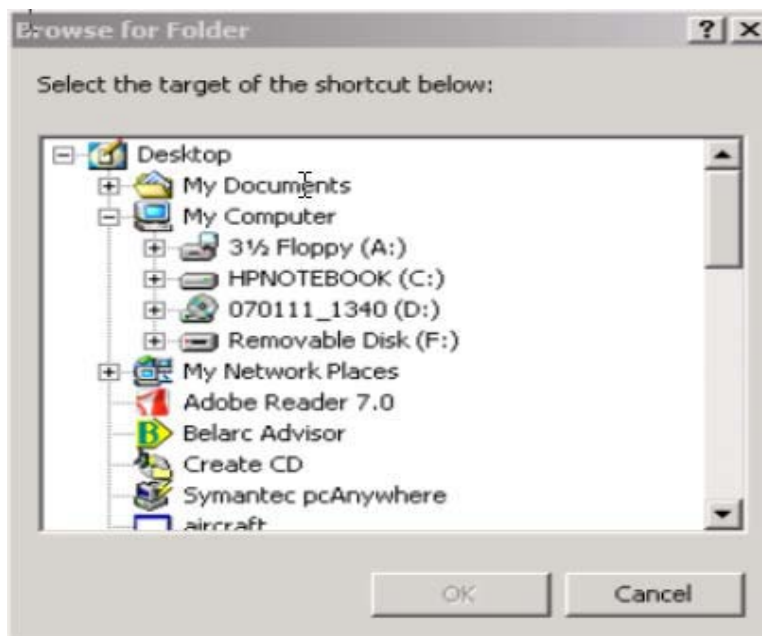 Browse for Folder
Select the target of the shortcut below:
Desktop
My Documents
My Computer
3½ Floppy (A:)
HPNOTEBOOK (C:)
070111_1340 (D:)
Removable Disk (F:)
My Network Places
Adobe Reader 7.0
Belarc Advisor
Create CD
Symantec pcAnywhere
aircraft
OK Cancel